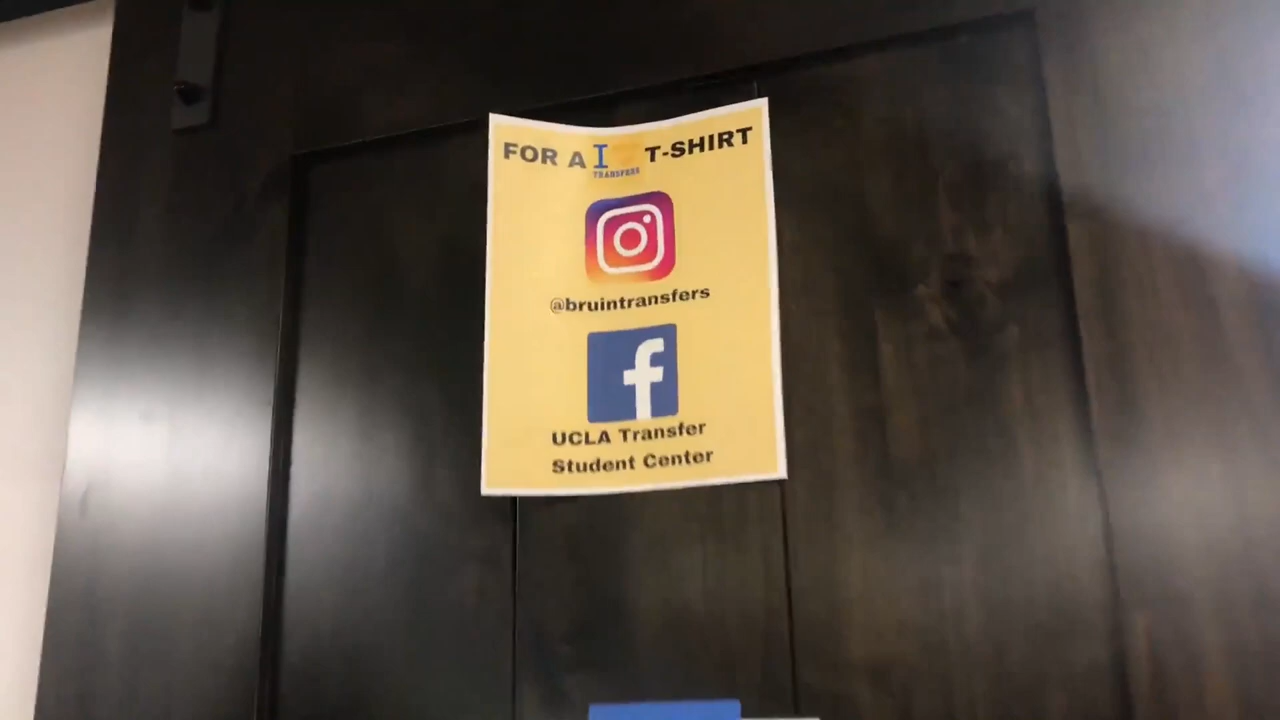 FOR A I T-SHIRT
TRANSFERS
@bruintransfers
f
UCLA Transfer
Student Center